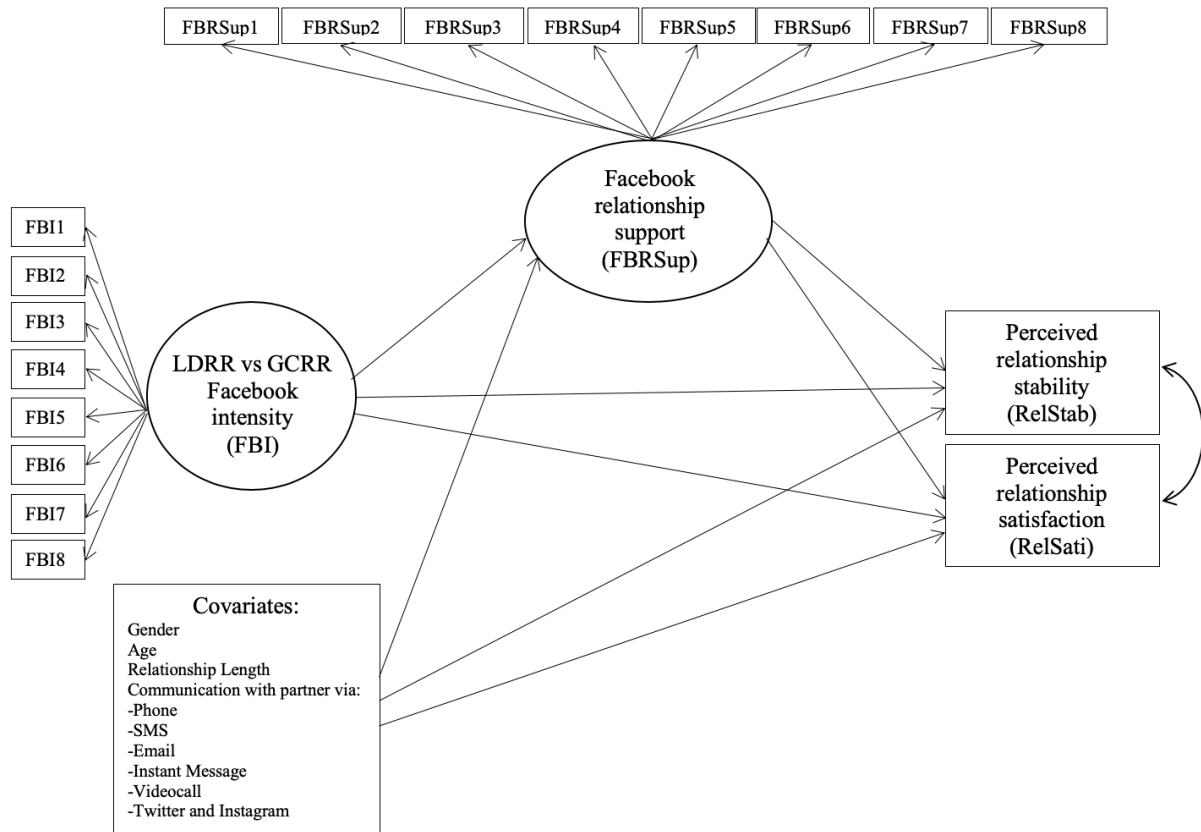 FBRSup1 FBRSup2 FBRSup3 FBRSup4 FBRSup5 FBRSup6 FBRSup7 FBRSup8
Facebook
relationship
support
(FBRSup)
FBI1
FBI2
FBI3
FBI4
FBI5
FBI6
FBI7
FBI8
LDRR vs GCRR
Facebook
intensity
(FBI)
Perceived
relationship
stability
(RelStab)
Perceived
relationship
satisfaction
(RelSati)
Covariates:
Gender
Age
Relationship Length
Communication with partner via:
-Phone
-SMS
-Email
-Instant Message
-Videocall
-Twitter and Instagram